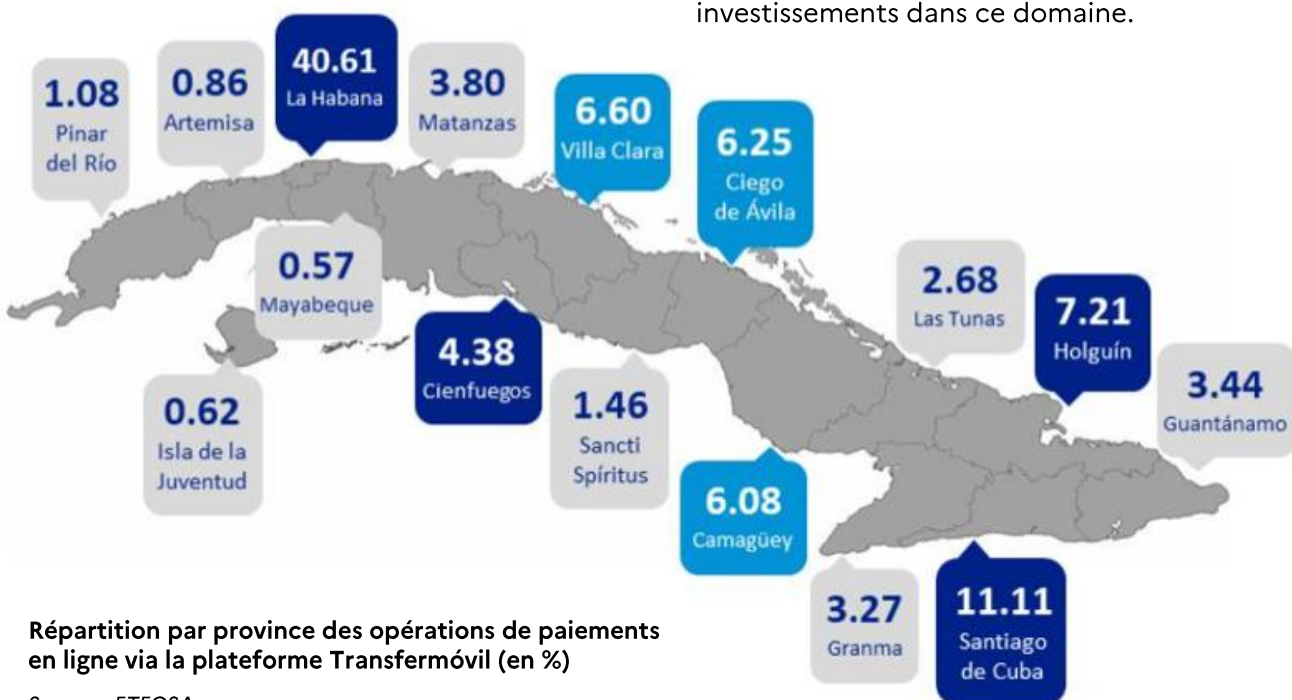 investissements dans ce domaine.
1.08
Pinar
del Río
0.86
Artemisa
40.61
La Habana
3.80
Matanzas
6.60
Villa Clara
6.25
Ciego
de Ávila
0.57
Mayabeque
2.68
Las Tunas
7.21
Holguín
4.38
Cienfuegos
3.44
Guantánamo
0.62
Isla de la
Juventud
1.46
Sancti
Spíritus
6.08
Camagüey
3.27
Granma
11.11
Santiago
de Cuba
Répartition par province des opérations de paiements
en ligne via la plateforme Transfermóvil (en %)